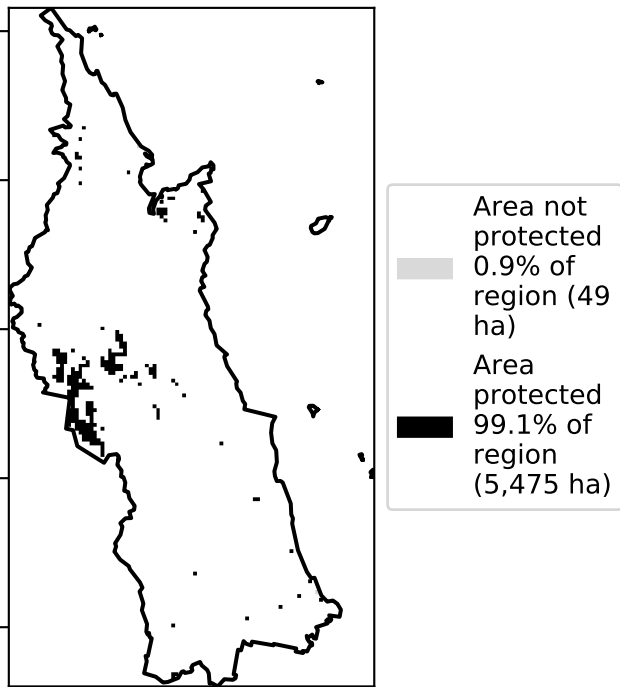 Area not
protected
0.9% of
region (49
ha)
Area
protected
99.1% of
region
(5,475 ha)